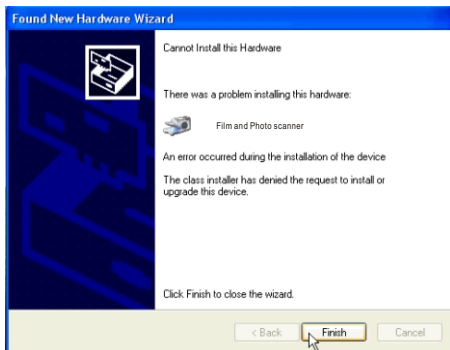 Found New Hardware Wizard
Cannot Install this Hardware
There was a problem installing this hardware:
Film and Photo scanner
An error occurred during the installation of the device
The class installer has denied the request to install or
upgrade this device.
Click Finish to close the wizard.
< Back Finish Cancel